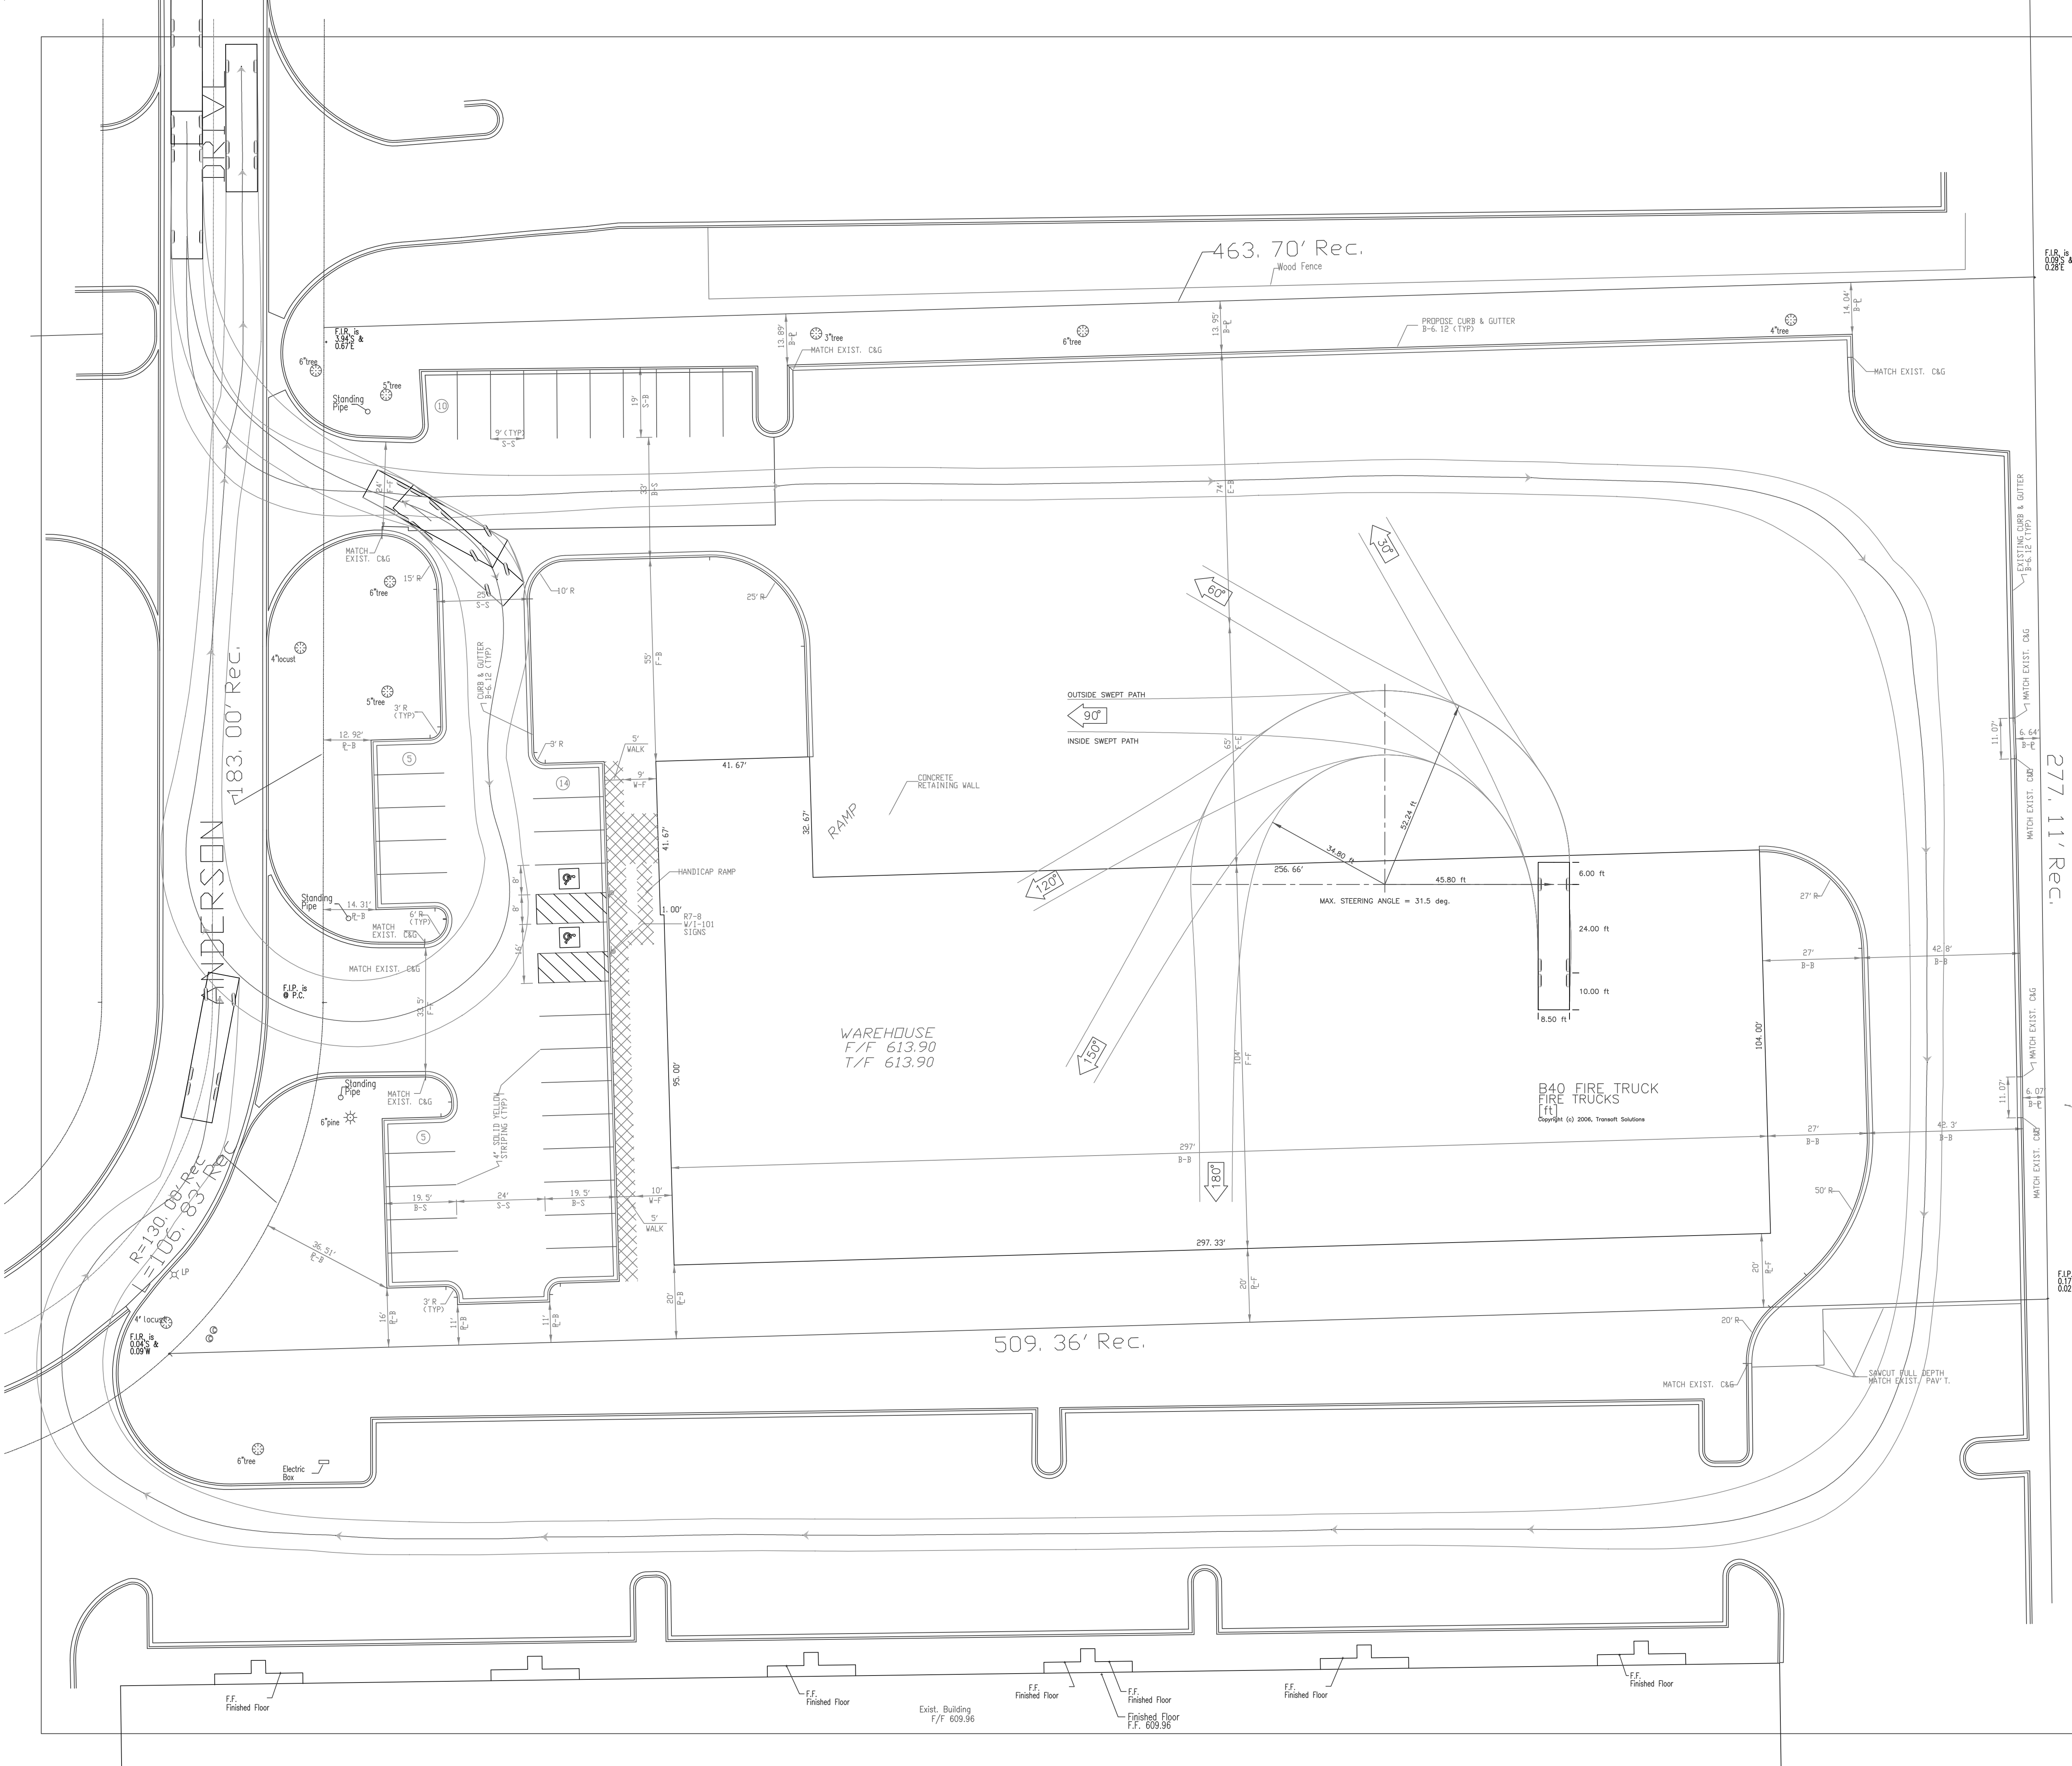 DRIVE
463.70' Rec.
Wood Fence
F.I.R. is
0.09'S &
0.28'E
14.04'
B-P
13.95'
B-P
13.89'
B-P
PROPOSE CURB & GUTTER
B-6.12 (TYP)
4"tree
6"tree
3"tree
MATCH EXIST. C&G
MATCH EXIST. C&G
F.I.R. is
3.94'S &
0.67'E
6"tree
5"tree
Standing
Pipe
10
19'
S-B
9' (TYP)
S-S
24'
F-F
33'
B-S
74'
E-B
EXISTING CURB & GUTTER
B-6.12 (TYP)
MATCH
EXIST. C&G
15' R
6"tree
25'
S-S
10' R
25' R
30°
60°
4"locust
183.00' Rec.
5"tree
3' R
(TYP)
CURB & GUTTER
B-6.12 (TYP)
55'
F-B
OUTSIDE SWEPT PATH
90°
INSIDE SWEPT PATH
65'
E-E
MATCH EXIST. C&G
11.07'
6.64'
B-P
MATCH EXIST. C&G
277.11' Rec.
12.92'
P-B
5
3' R
5'
WALK
14
9'
W-F
41.67'
41.67'
32.67'
CONCRETE
RETAINING WALL
RAMP
52.24 ft
34.80 ft
45.80 ft
256.66'
MAX. STEERING ANGLE = 31.5 deg.
6.00 ft
24.00 ft
10.00 ft
8.50 ft
27' R
120°
ANDERSON
8'
8'
16'
HANDICAP RAMP
1.00'
R7-8
W/I-101
SIGNS
Standing
Pipe
14.31'
P-B
6' R
(TYP)
MATCH
EXIST. C&G
MATCH EXIST. C&G
F.I.P. is
@ P.C.
33.5'
F-F
27'
B-B
42.8'
B-B
104.00'
WAREHOUSE
F/F 613.90
T/F 613.90
95.00'
104'
F-F
150°
B40 FIRE TRUCK
FIRE TRUCKS
[ft]
Copyright (c) 2006, Transoft Solutions
MATCH EXIST. C&G
11.07'
6.07'
B-P
MATCH EXIST. C&G
Standing
Pipe
6"pine
MATCH
EXIST. C&G
5
4" SOLID YELLOW
STRIPING (TYP)
297'
B-B
27'
B-B
42.3'
B-B
180°
50' R
19.5'
B-S
24'
S-S
19.5'
B-S
10'
W-F
5'
WALK
R=130.00' Rec
L=106.83' Rec
36.51'
P-B
LP
297.33'
3' R
(TYP)
16'
P-B
11'
P-B
11'
P-B
20'
P-B
20'
P-F
20'
P-F
F.I.P.
0.17
0.02
4" locust
F.I.R. is
0.04'S &
0.09'W
509.36' Rec.
20' R
MATCH EXIST. C&G
SAWCUT FULL DEPTH
MATCH EXIST. PAV'T.
6"tree
Electric
Box
F.F.
Finished Floor
F.F.
Finished Floor
F.F.
Finished Floor
F.F.
Finished Floor
F.F.
Finished Floor
F.F.
Finished Floor
Exist. Building
F/F 609.96
Finished Floor
F.F. 609.96